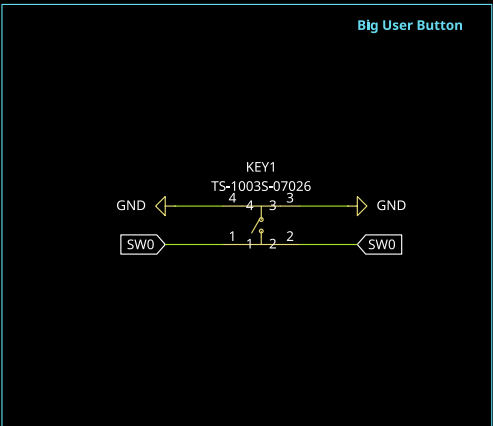 Big User Button
KEY1
TS-1003S-07026
4 3
GND 4 3 GND
1 2
SW0 1 2 SW0